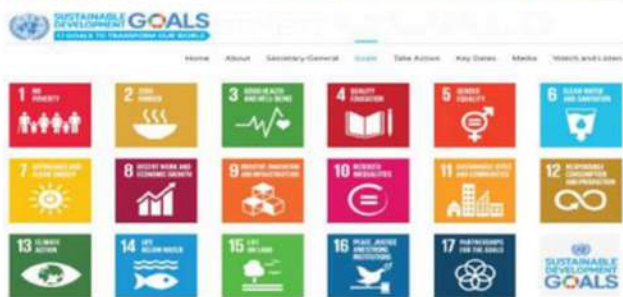 SUSTAINABLE
DEVELOPMENT GOALS
17 GOALS TO TRANSFORM OUR WORLD
Home About Secretary-General Goals Take Action Key Dates Media Watch and Listen
1 NO
POVERTY
2 ZERO
HUNGER
3 GOOD HEALTH
AND WELL-BEING
4 QUALITY
EDUCATION
5 GENDER
EQUALITY
6 CLEAN WATER
AND SANITATION
7 AFFORDABLE AND
CLEAN ENERGY
8 DECENT WORK AND
ECONOMIC GROWTH
9 INDUSTRY, INNOVATION
AND INFRASTRUCTURE
10 REDUCED
INEQUALITIES
11 SUSTAINABLE CITIES
AND COMMUNITIES
12 RESPONSIBLE
CONSUMPTION
AND PRODUCTION
13 CLIMATE
ACTION
14 LIFE
BELOW WATER
15 LIFE
ON LAND
16 PEACE, JUSTICE
AND STRONG
INSTITUTIONS
17 PARTNERSHIPS
FOR THE GOALS
SUSTAINABLE
DEVELOPMENT
GOALS